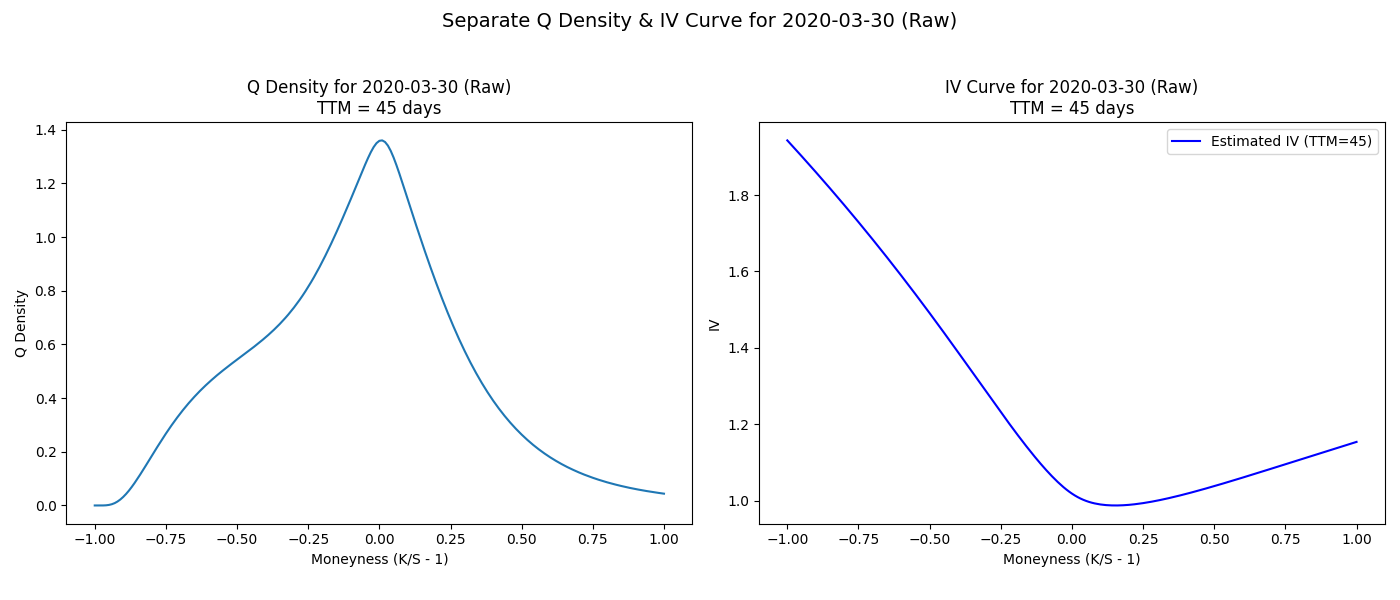 Separate Q Density & IV Curve for 2020-03-30 (Raw)
Q Density for 2020-03-30 (Raw)
TTM = 45 days
Q Density
1.4
1.2
1.0
0.8
0.6
0.4
0.2
0.0
−1.00 −0.75 −0.50 −0.25 0.00 0.25 0.50 0.75 1.00
Moneyness (K/S - 1)
IV Curve for 2020-03-30 (Raw)
TTM = 45 days
Estimated IV (TTM=45)
IV
1.8
1.6
1.4
1.2
1.0
−1.00 −0.75 −0.50 −0.25 0.00 0.25 0.50 0.75 1.00
Moneyness (K/S - 1)